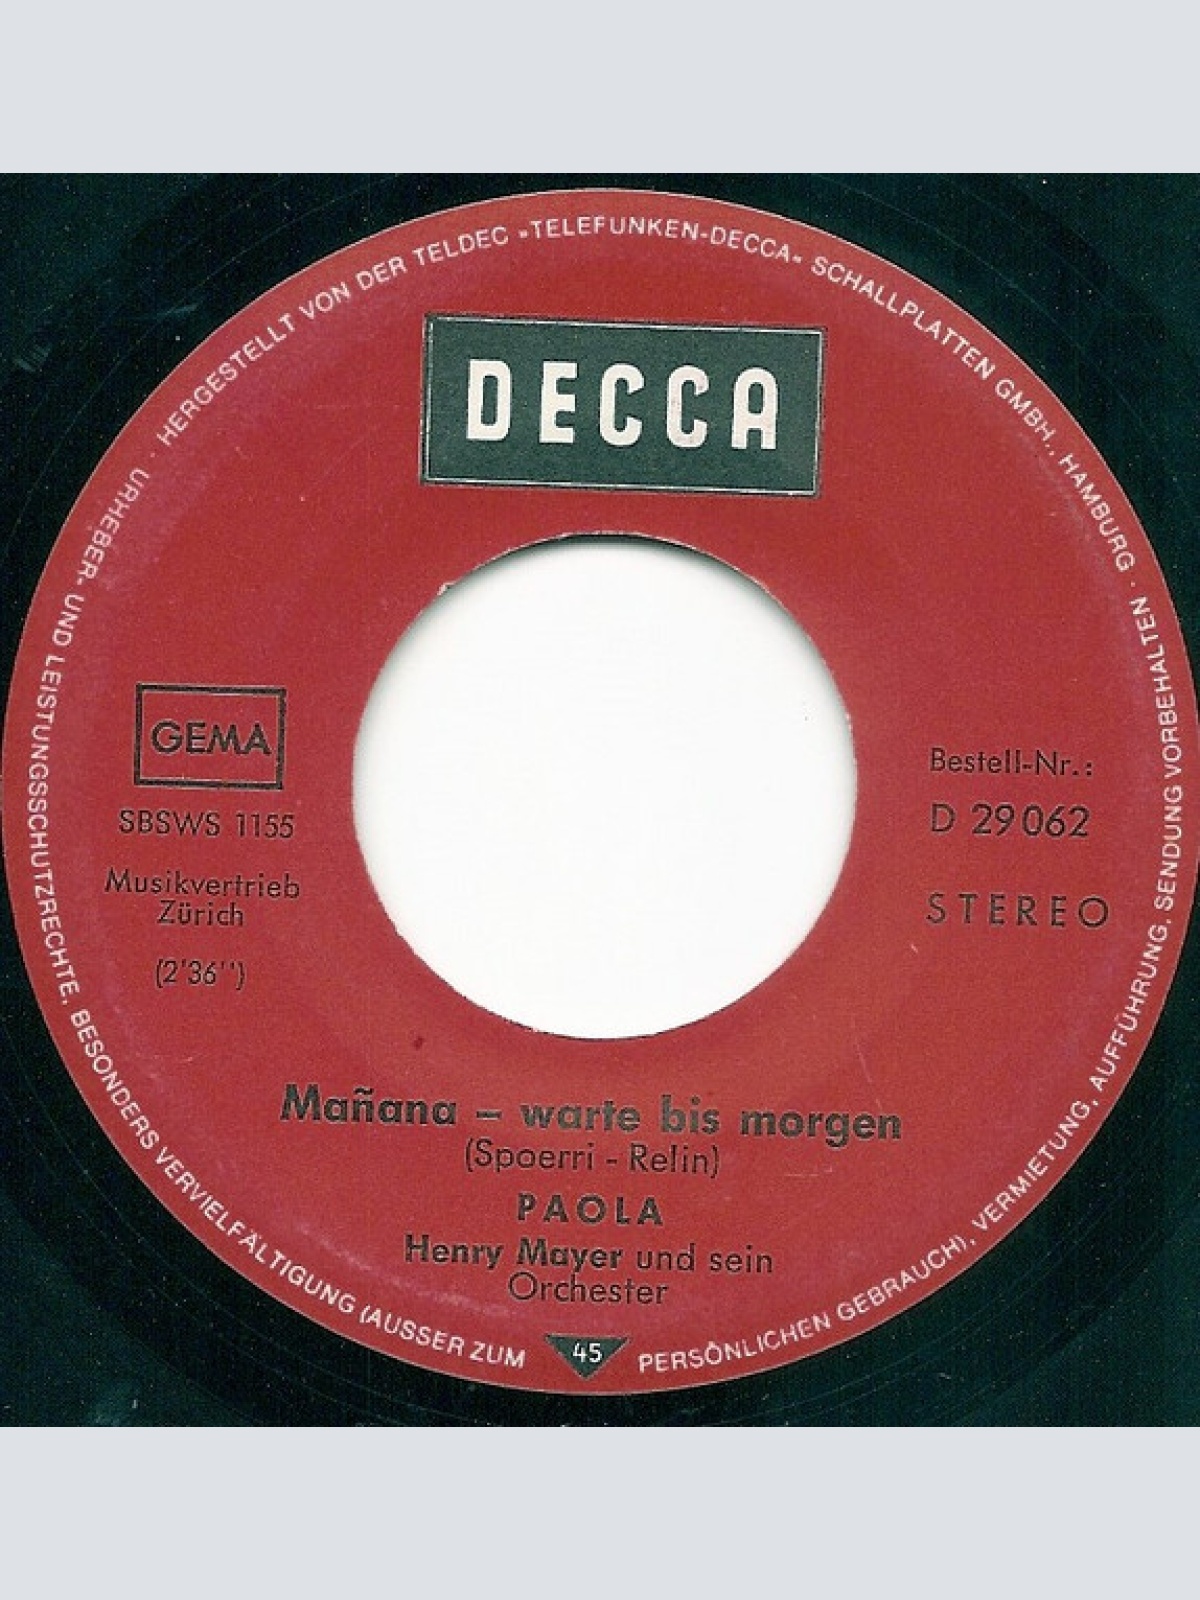 HERGESTELLT VON DER TELDEC »TELEFUNKEN-DECCA« SCHALLPLATTEN GMBH., HAMBURG · URHEBER- UND LEISTUNGSSCHUTZRECHTE, BESONDERS VERVIELFÄLTIGUNG (AUSSER ZUM PERSÖNLICHEN GEBRAUCH), VERMIETUNG, AUFFÜHRUNG, SENDUNG VORBEHALTEN ·
DECCA
GEMA
SBSWS 1155
Musikvertrieb
Zürich
(2'36'')
Bestell-Nr.:
D 29062
STEREO
Mañana – warte bis morgen
(Spoerri - Relin)
PAOLA
Henry Mayer und sein
Orchester
45